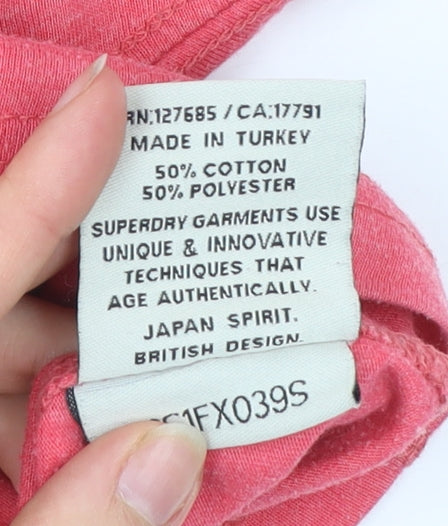 RN:127685 / CA:17791
MADE IN TURKEY
50% COTTON
50% POLYESTER
SUPERDRY GARMENTS USE
UNIQUE & INNOVATIVE
TECHNIQUES THAT
AGE AUTHENTICALLY.
JAPAN SPIRIT.
BRITISH DESIGN.